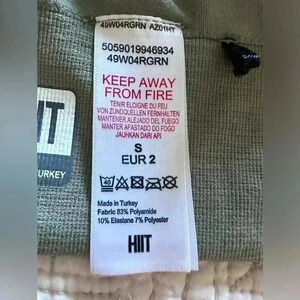 49W04RGRN AZ01HT
5059019946934
49W04RGRN
KEEP AWAY
FROM FIRE
TENIR ELOIGNE DU FEU
VON ZUNDQUELLEN FERNHALTEN
MANTENER ALEJADO DEL FUEGO
MANTER AFASTADO DO FOGO
JAUHKAN DARI API
S
EUR 2
40
Made in Turkey
Fabric 83% Polyamide
10% Elastane 7% Polyester
HIIT
HIIT
TURKEY